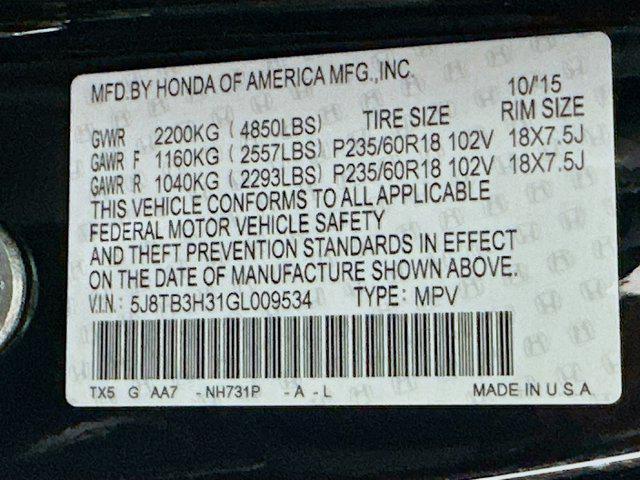 MFD.BY HONDA OF AMERICA MFG.,INC. 10/'15
TIRE SIZE RIM SIZE
GVWR 2200KG (4850LBS)
GAWR F 1160KG (2557LBS) P235/60R18 102V 18X7.5J
GAWR R 1040KG (2293LBS) P235/60R18 102V 18X7.5J
THIS VEHICLE CONFORMS TO ALL APPLICABLE
FEDERAL MOTOR VEHICLE SAFETY
AND THEFT PREVENTION STANDARDS IN EFFECT
ON THE DATE OF MANUFACTURE SHOWN ABOVE.
V.I.N.: 5J8TB3H31GL009534 TYPE: MPV
TX5 G AA7 - NH731P - A - L MADE IN U.S.A